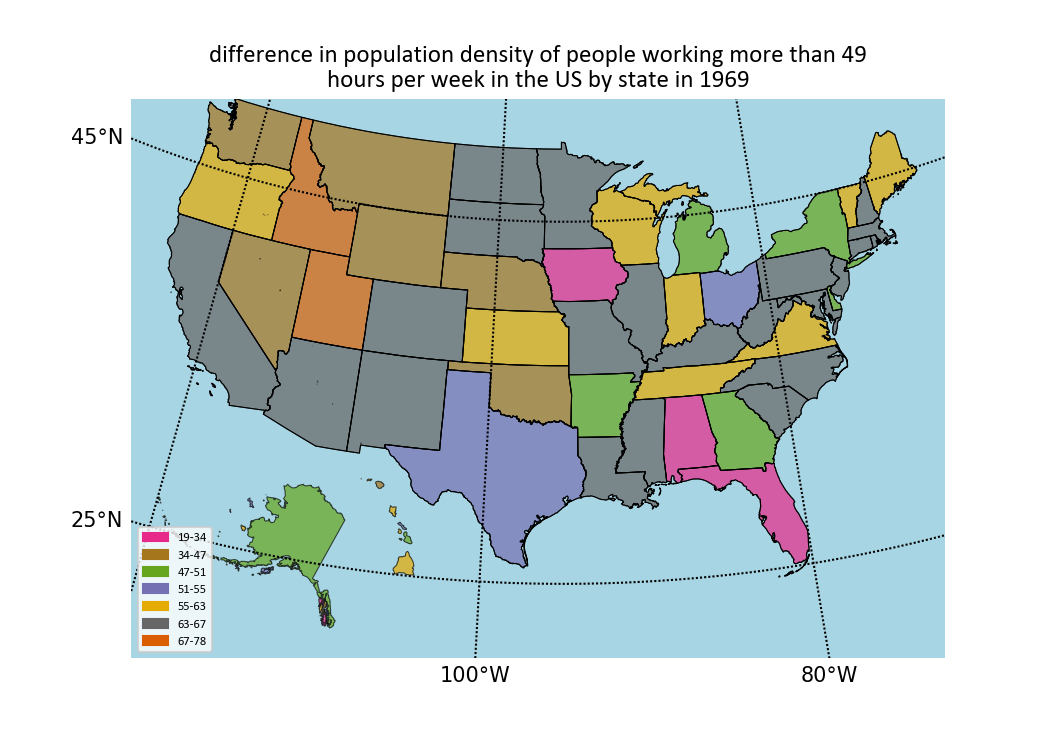 difference in population density of people working more than 49
hours per week in the US by state in 1969
45°N
25°N
19-34
34-47
47-51
51-55
55-63
63-67
67-78
100°W
80°W